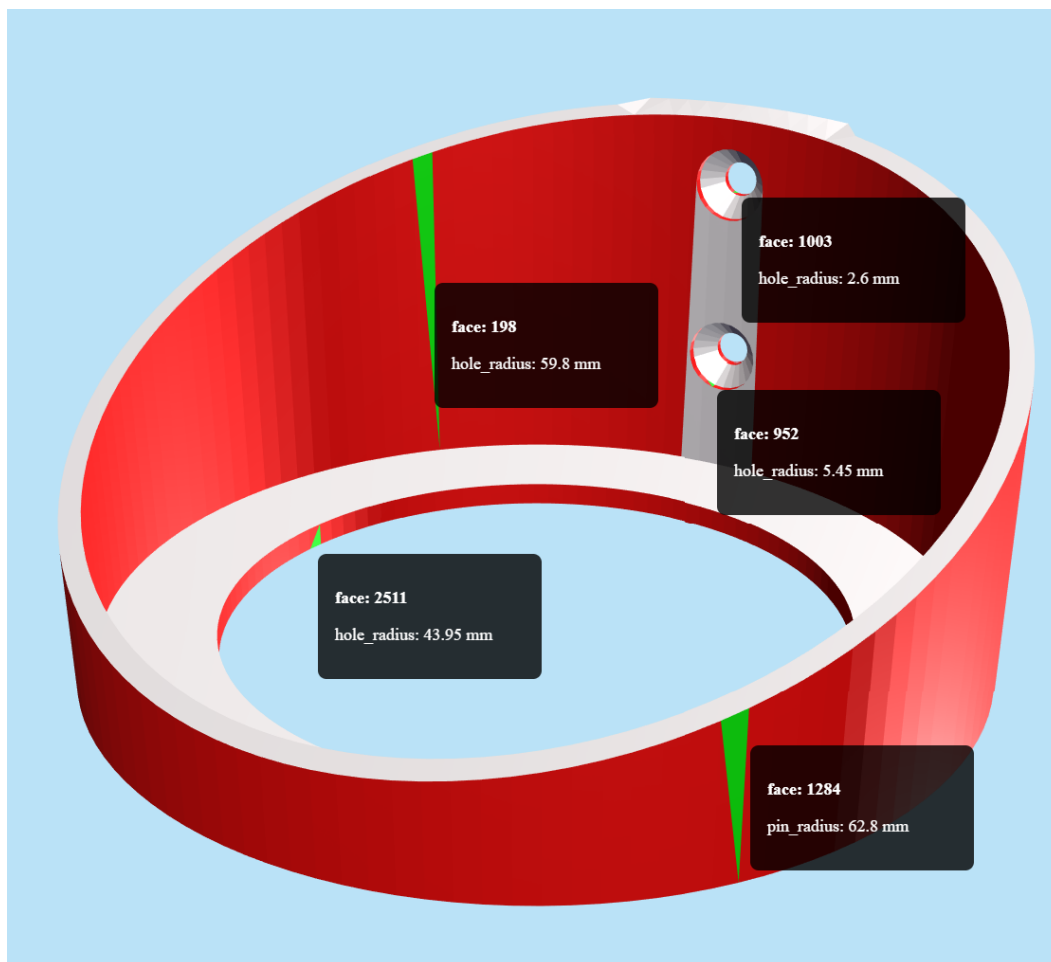 face: 1003
hole_radius: 2.6 mm
face: 198
hole_radius: 59.8 mm
face: 952
hole_radius: 5.45 mm
face: 2511
hole_radius: 43.95 mm
face: 1284
pin_radius: 62.8 mm